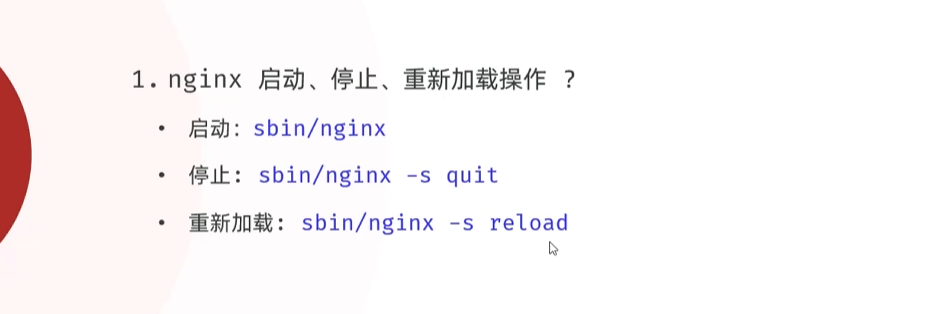 1. nginx 启动、停止、重新加载操作 ?
• 启动: sbin/nginx
• 停止: sbin/nginx -s quit
• 重新加载: sbin/nginx -s reload